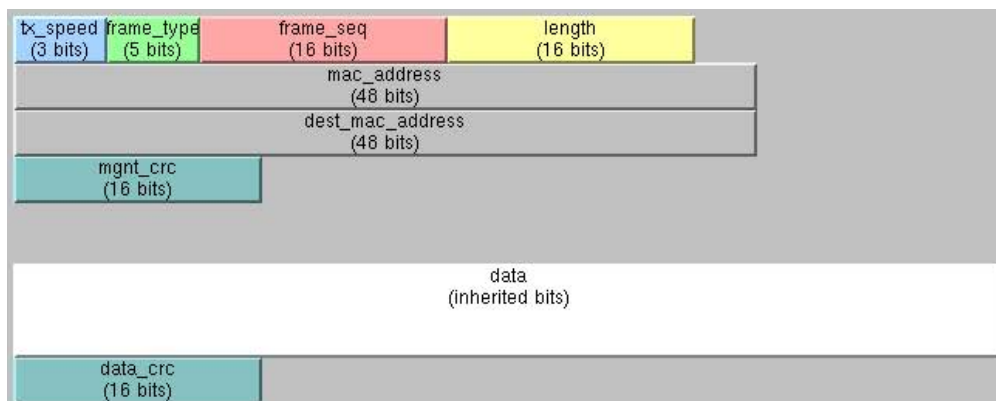 tx_speed frame_type frame_seq length
(3 bits) (5 bits) (16 bits) (16 bits)
mac_address
(48 bits)
dest_mac_address
(48 bits)
mgnt_crc
(16 bits)
data
(inherited bits)
data_crc
(16 bits)